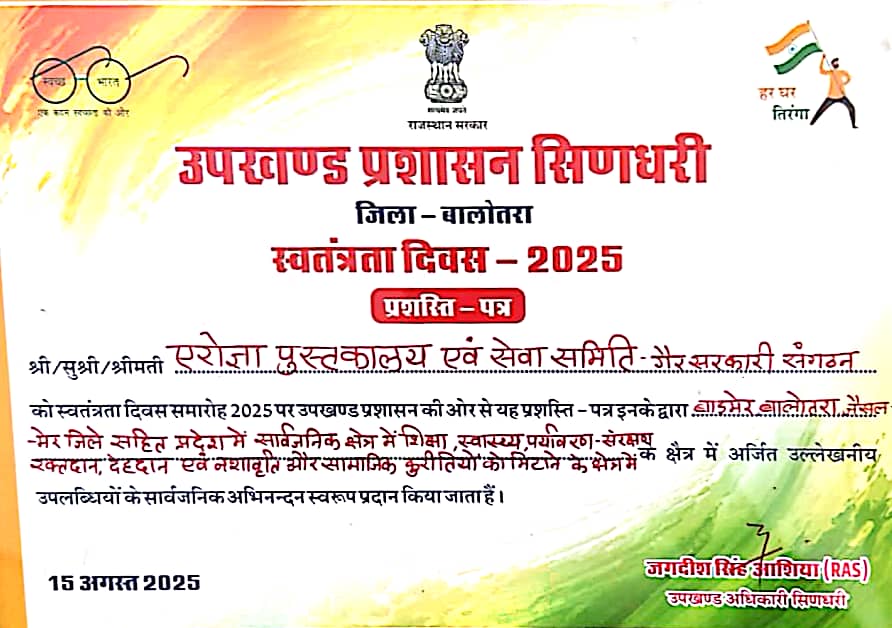 स्वच्छ भारत
एक कदम स्वच्छता की ओर
सत्यमेव जयते
राजस्थान सरकार
हर घर
तिरंगा
उपखण्ड प्रशासन सिणधरी
जिला – बालोतरा
स्वतंत्रता दिवस – 2025
प्रशस्ति – पत्र
श्री/सुश्री/श्रीमती एरोज्ञा पुस्तकालय एवं सेवा समिति - गैर सरकारी संगठन
को स्वतंत्रता दिवस समारोह 2025 पर उपखण्ड प्रशासन की ओर से यह प्रशस्ति – पत्र इनके द्वारा बाडमेर बालोतरा, जैसल-
-मेर जिले सहित प्रदेश में सार्वजनिक क्षेत्र में शिक्षा, स्वास्थ्य, पर्यावरण-संरक्षण
रक्तदान, देहदान एवं नशावृति और सामाजिक कुरीतियों को मिटाने के क्षेत्र में के क्षैत्र में अर्जित उल्लेखनीय
उपलब्धियों के सार्वजनिक अभिनन्दन स्वरूप प्रदान किया जाता हैं।
15 अगस्त 2025
जगदीश सिंह आशिया (RAS)
उपखण्ड अधिकारी सिणधरी